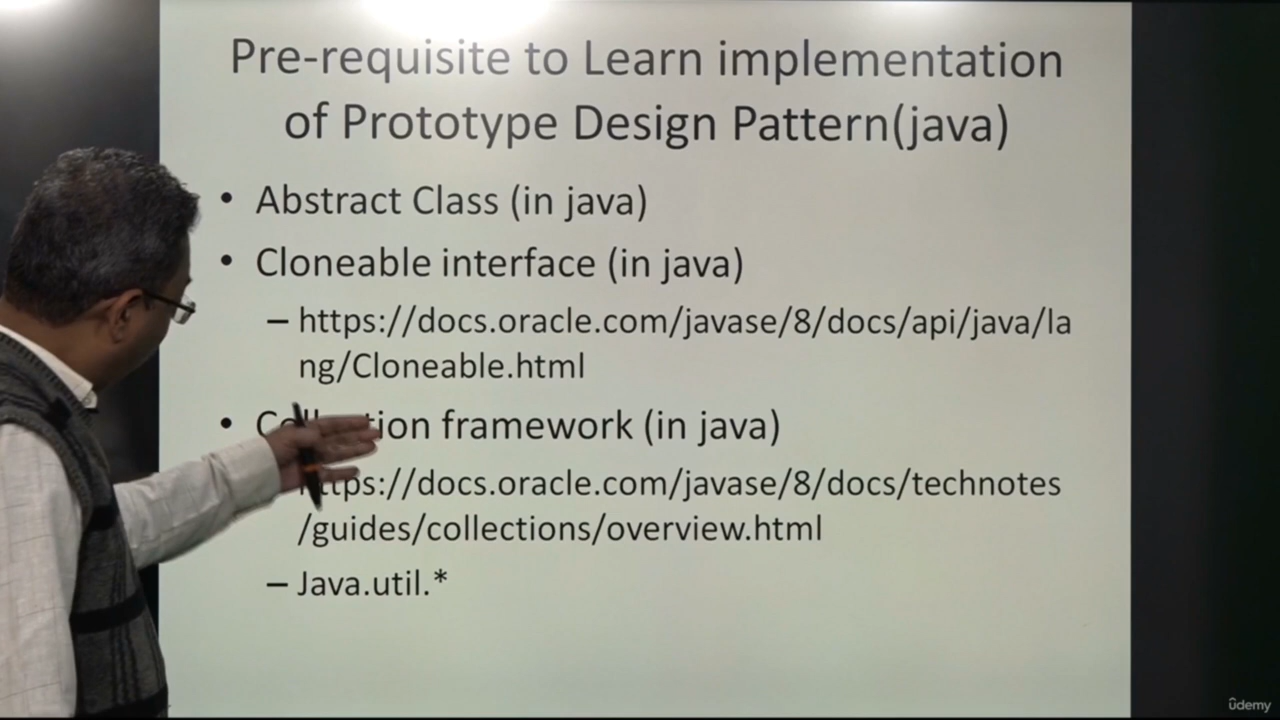 Pre-requisite to Learn implementation
of Prototype Design Pattern(java)
• Abstract Class (in java)
• Cloneable interface (in java)
– https://docs.oracle.com/javase/8/docs/api/java/la
ng/Cloneable.html
• Collection framework (in java)
https://docs.oracle.com/javase/8/docs/technotes
/guides/collections/overview.html
– Java.util.*
ûdemy